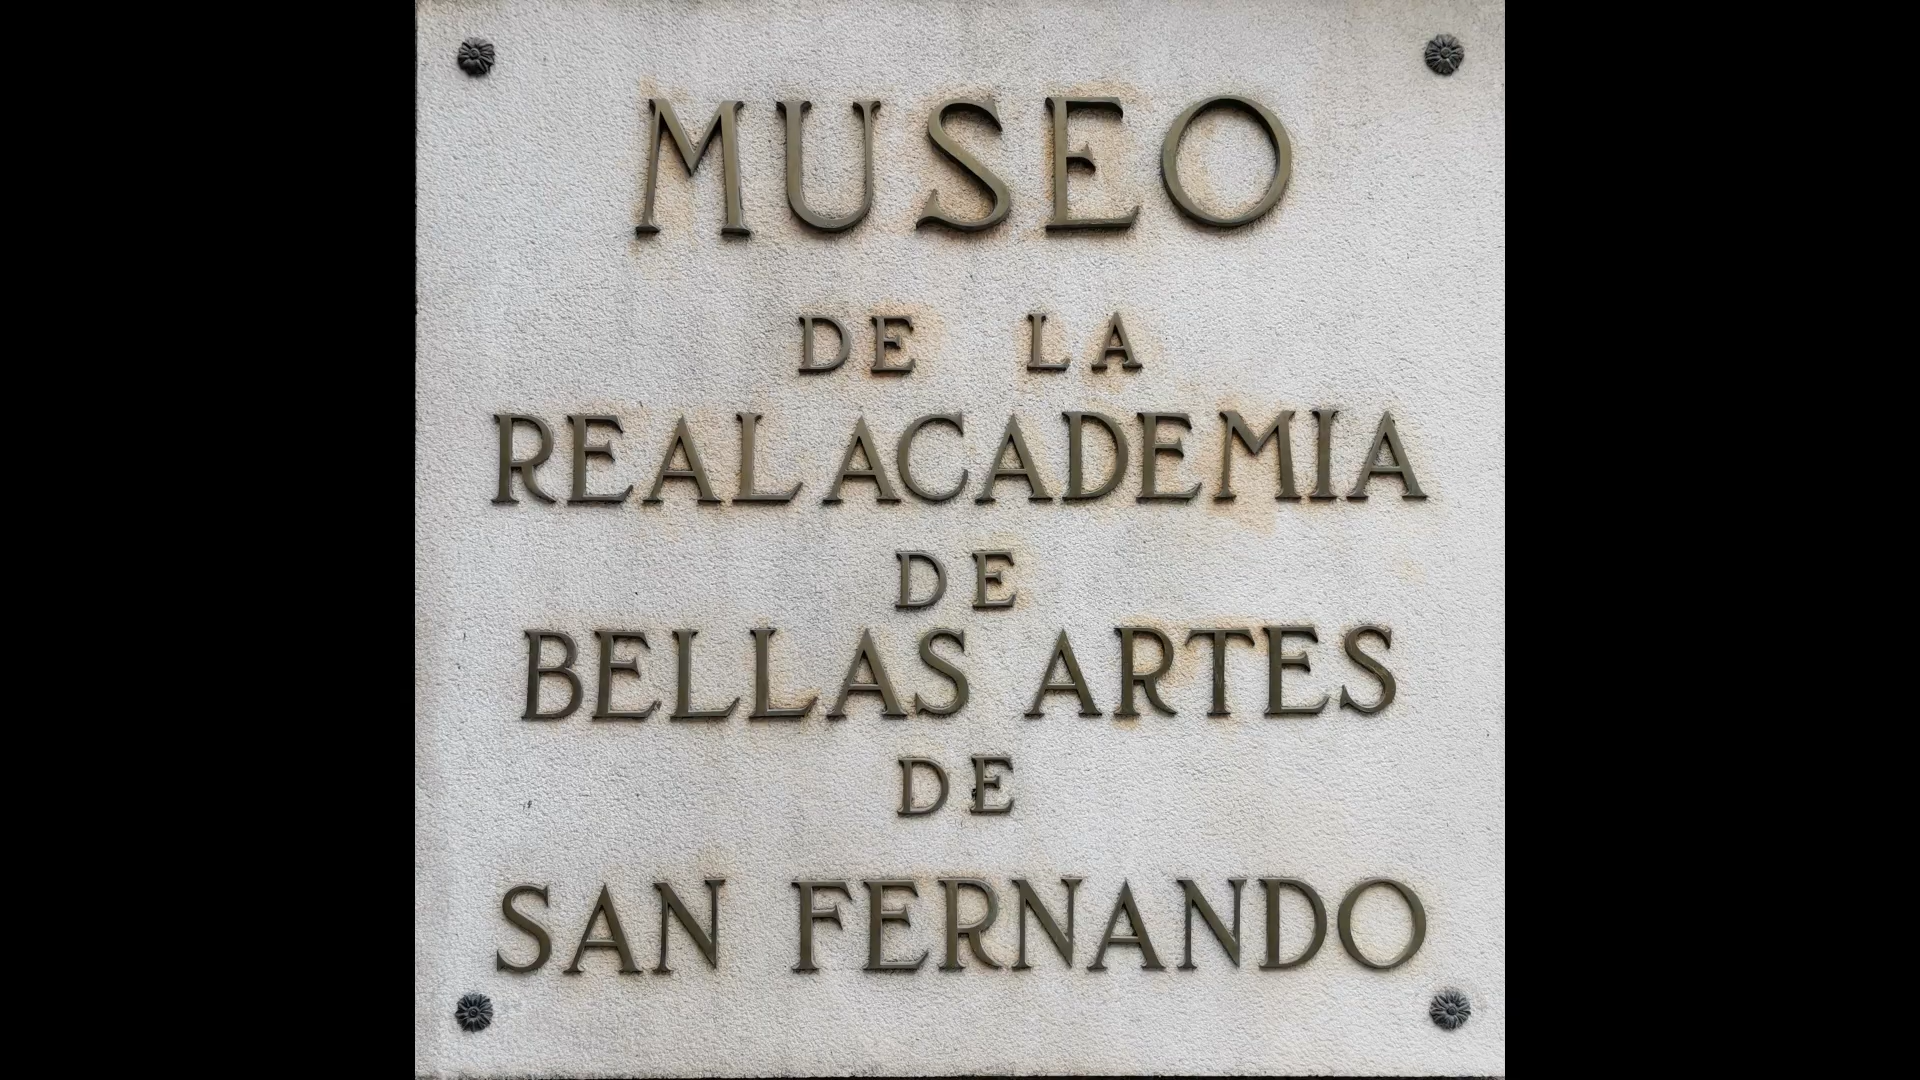 MUSEO
DE LA
REAL ACADEMIA
DE
BELLAS ARTES
DE
SAN FERNANDO